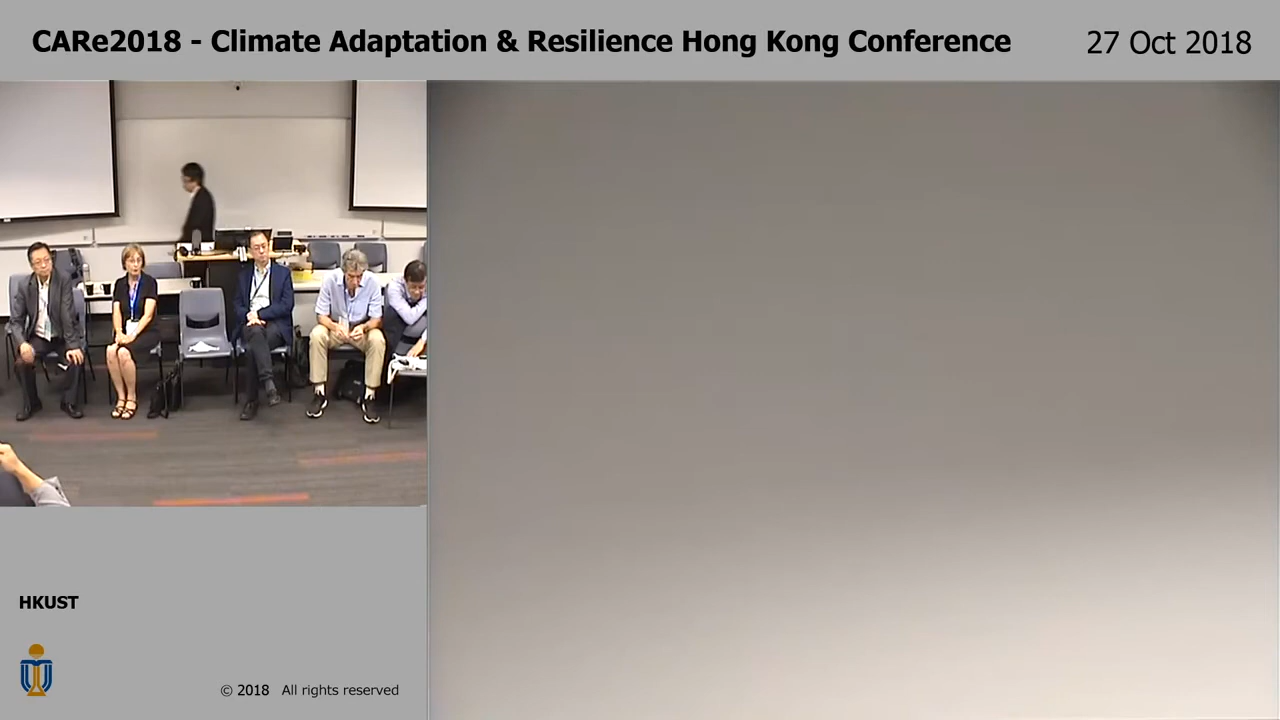 CARe2018 - Climate Adaptation & Resilience Hong Kong Conference
27 Oct 2018
HKUST
© 2018 All rights reserved